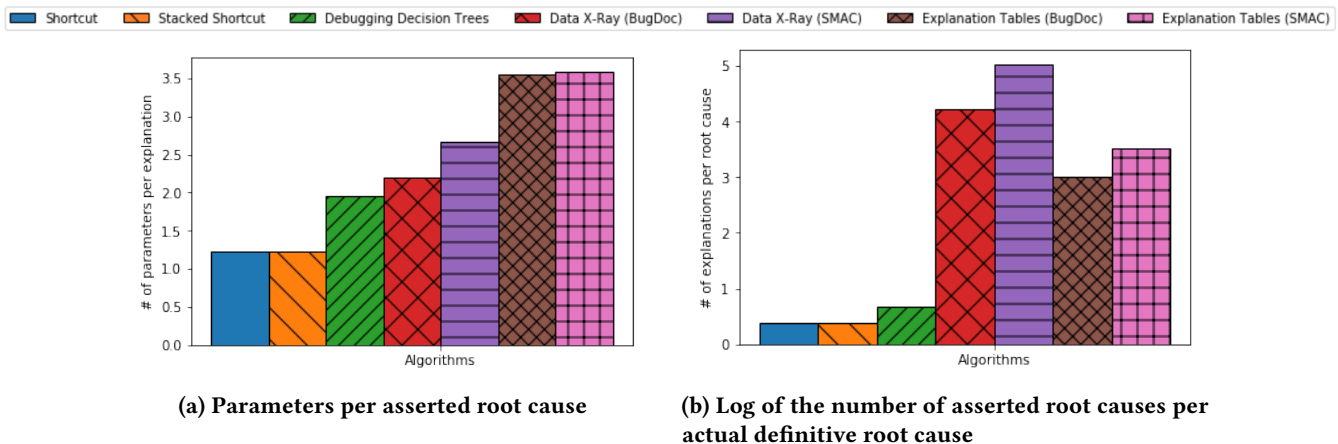 Shortcut Stacked Shortcut Debugging Decision Trees Data X-Ray (BugDoc) Data X-Ray (SMAC) Explanation Tables (BugDoc) Explanation Tables (SMAC)
# of parameters per explanation
3.5
3.0
2.5
2.0
1.5
1.0
0.5
0.0
Algorithms
(a) Parameters per asserted root cause
# of explanations per root cause
5
4
3
2
1
0
Algorithms
(b) Log of the number of asserted root causes per
actual definitive root cause